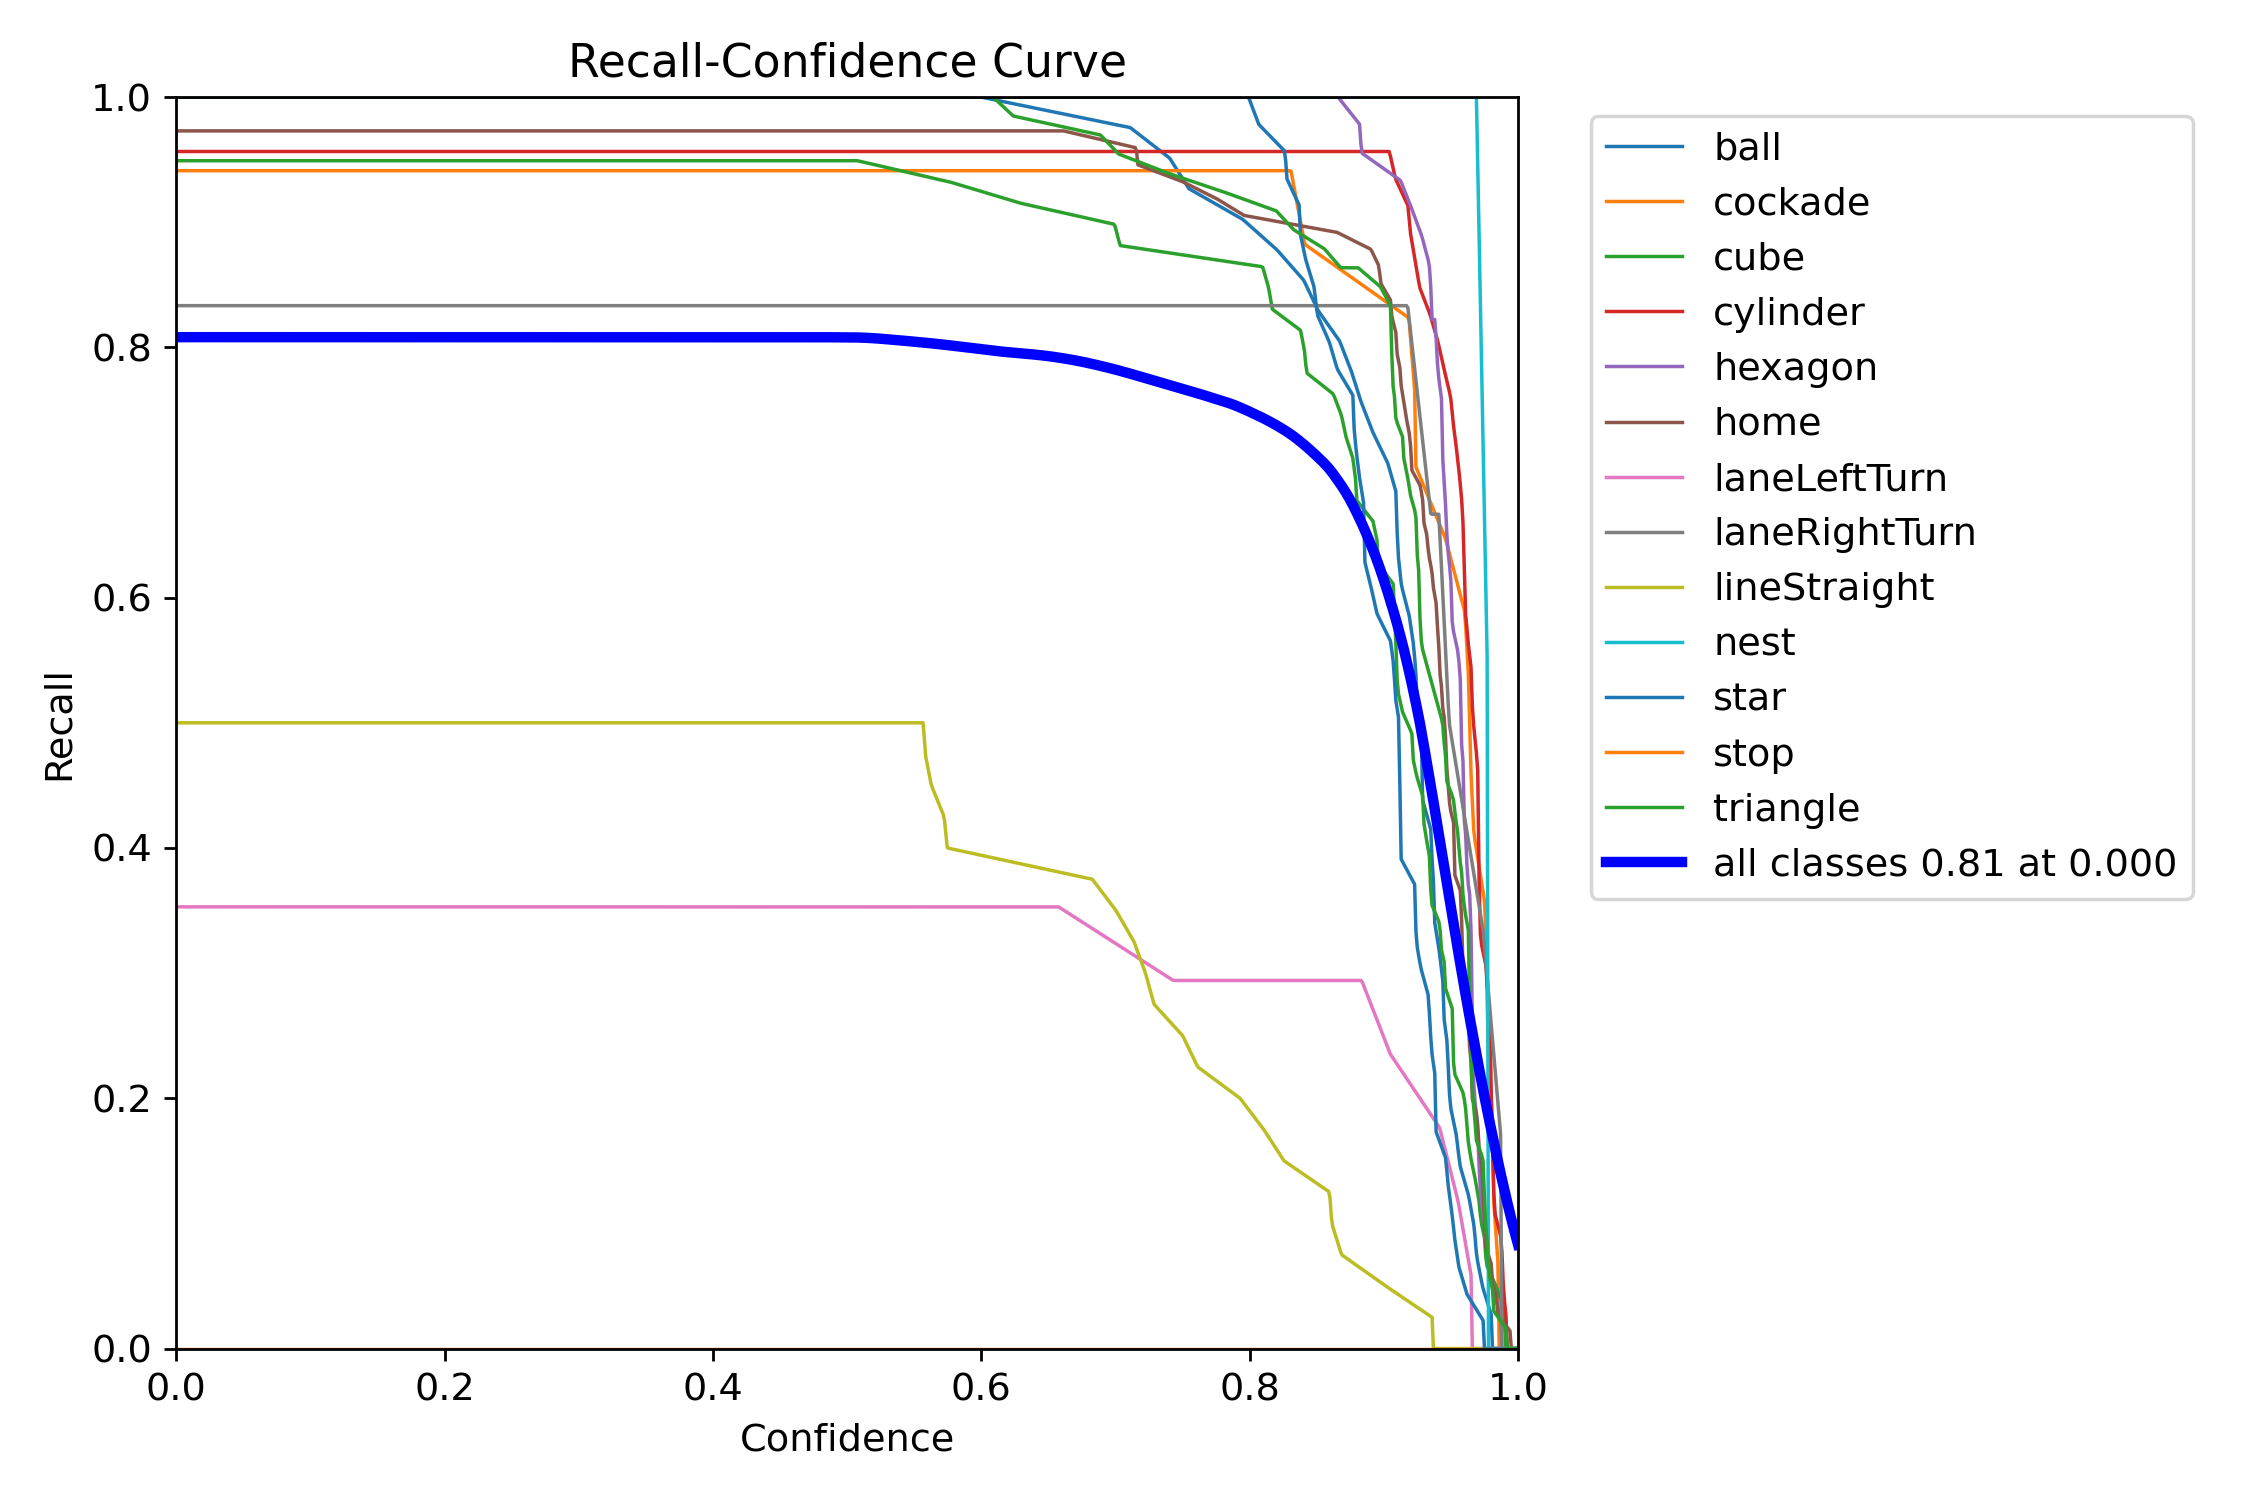 Recall-Confidence Curve
1.0
0.8
0.6
0.4
0.2
0.0
Recall
0.0 0.2 0.4 0.6 0.8 1.0
Confidence
ball
cockade
cube
cylinder
hexagon
home
laneLeftTurn
laneRightTurn
lineStraight
nest
star
stop
triangle
all classes 0.81 at 0.000